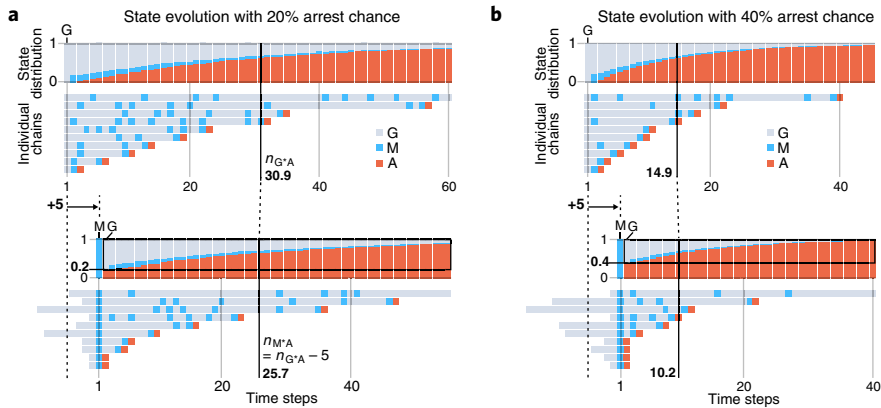 a
State evolution with 20% arrest chance
G
State
distribution
1
0
Individual
chains
G
M
A
n_G*A
30.9
1
20
40
60
+5
M G
1
0.2
0
n_M*A
= n_G*A – 5
25.7
1
20
40
Time steps
b
State evolution with 40% arrest chance
G
State
distribution
1
0
Individual
chains
G
M
A
14.9
1
20
40
+5
M G
1
0.4
0
10.2
1
20
40
Time steps